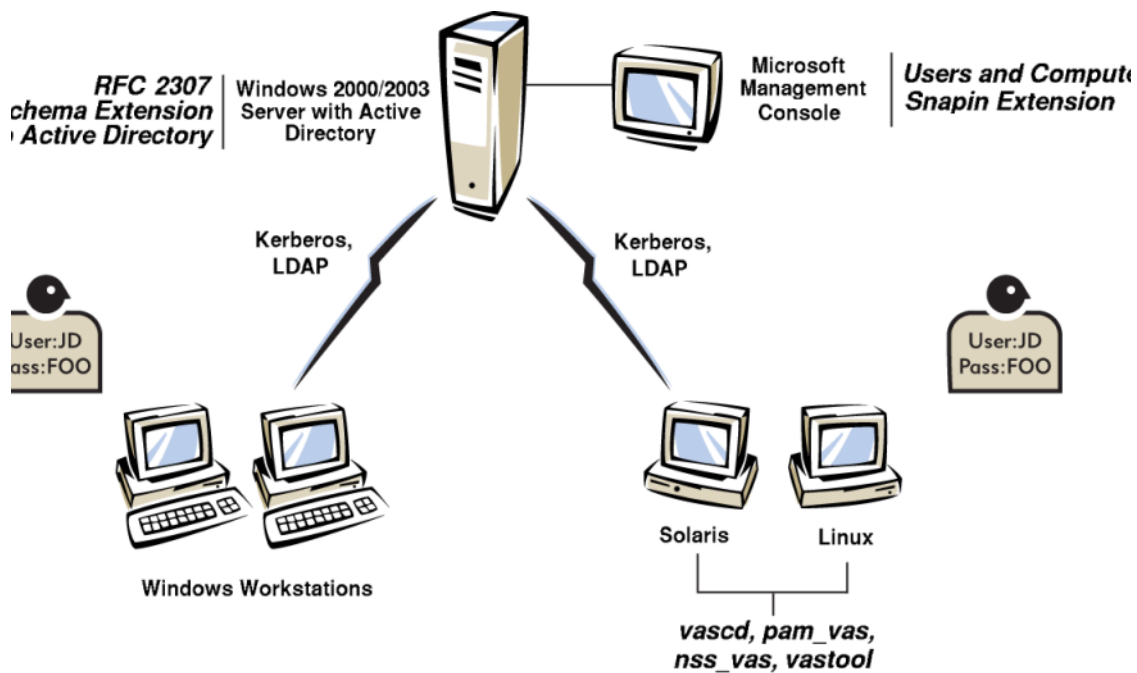 RFC 2307
chema Extension
Active Directory
Windows 2000/2003
Server with Active
Directory
Microsoft
Management
Console
Users and Compute
Snapin Extension
Kerberos,
LDAP
Kerberos,
LDAP
User:JD
ass:FOO
User:JD
Pass:FOO
Solaris
Linux
Windows Workstations
vascd, pam_vas,
nss_vas, vastool